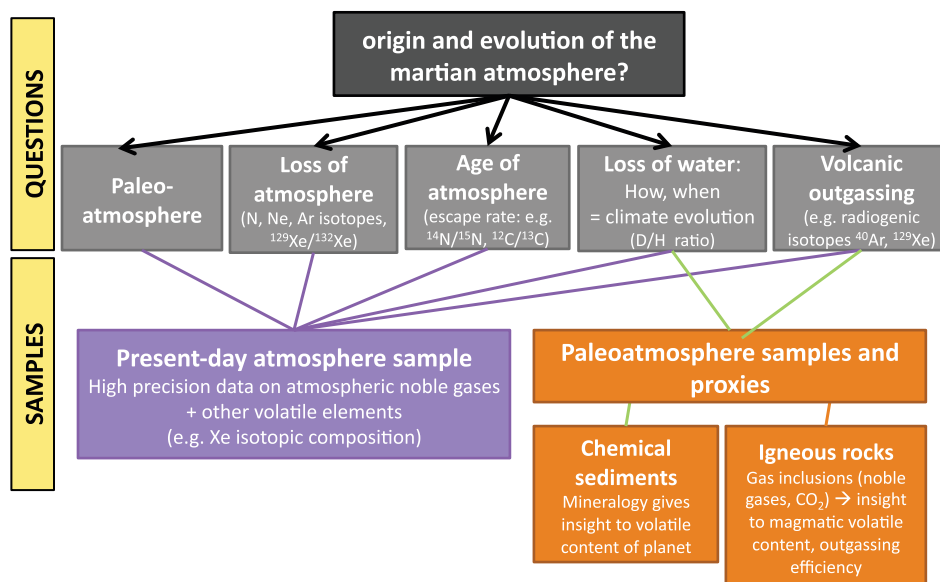 QUESTIONS
origin and evolution of the
martian atmosphere?
Paleo-
atmosphere
Loss of
atmosphere
(N, Ne, Ar isotopes,
¹²⁹Xe/¹³²Xe)
Age of
atmosphere
(escape rate: e.g.
¹⁴N/¹⁵N, ¹²C/¹³C)
Loss of water:
How, when
= climate evolution
(D/H ratio)
Volcanic
outgassing
(e.g. radiogenic
isotopes ⁴⁰Ar, ¹²⁹Xe)
SAMPLES
Present-day atmosphere sample
High precision data on atmospheric noble gases
+ other volatile elements
(e.g. Xe isotopic composition)
Paleoatmosphere samples and
proxies
Chemical
sediments
Mineralogy gives
insight to volatile
content of planet
Igneous rocks
Gas inclusions (noble
gases, CO₂) → insight
to magmatic volatile
content, outgassing
efficiency